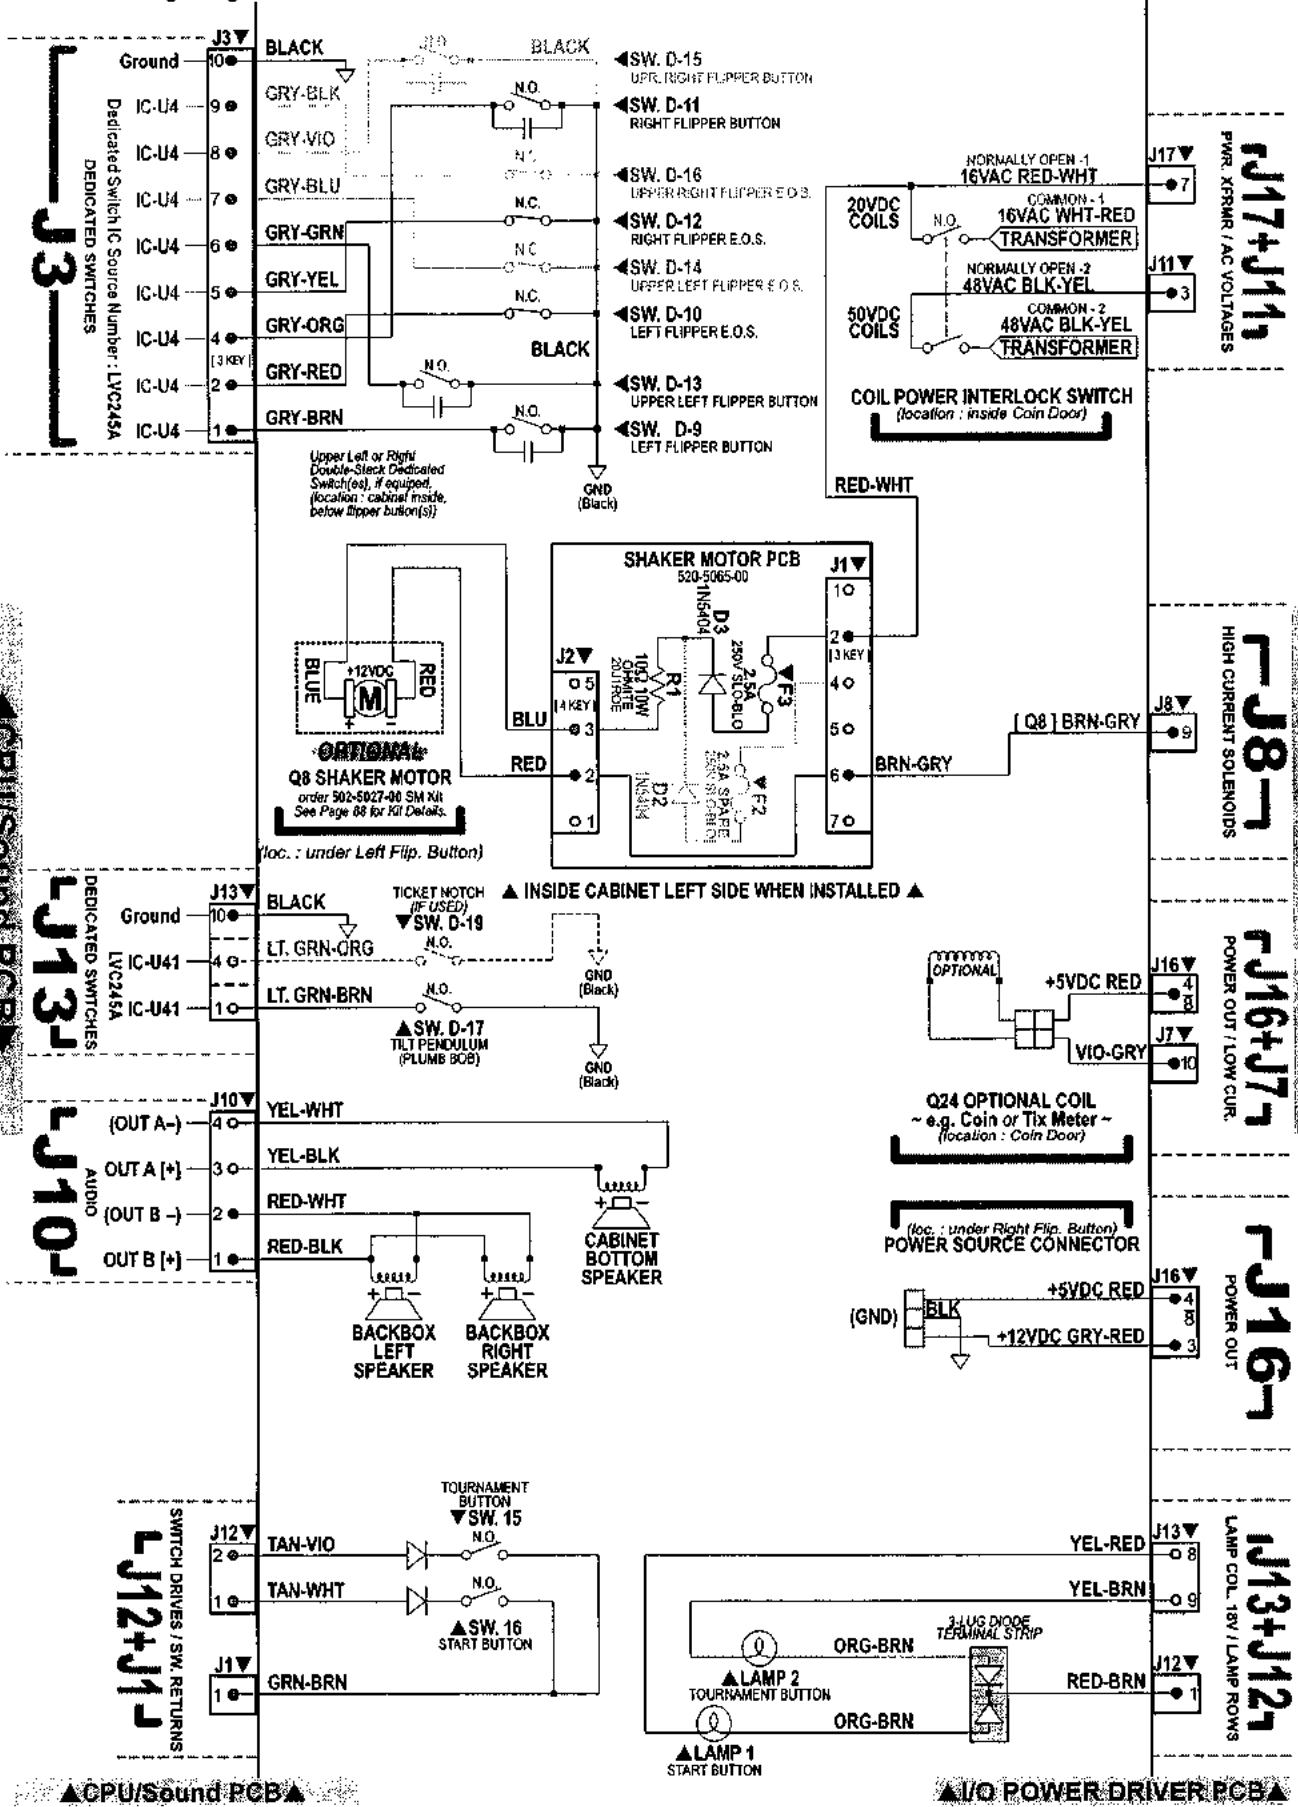 J3▼
Ground 10 BLACK
IC-U4 9 GRY-BLK
IC-U4 8 GRY-VIO
IC-U4 7 GRY-BLU
IC-U4 6 GRY-GRN
IC-U4 5 GRY-YEL
IC-U4 4 GRY-ORG
[3 KEY]
IC-U4 2 GRY-RED
IC-U4 1 GRY-BRN
J3
DEDICATED SWITCHES
Dedicated Switch IC Source Number : LVC245A
BLACK
◀SW. D-15
UPR. RIGHT FLIPPER BUTTON
N.O.
◀SW. D-11
RIGHT FLIPPER BUTTON
◀SW. D-16
UPPER RIGHT FLIPPER E.O.S.
N.C.
◀SW. D-12
RIGHT FLIPPER E.O.S.
N.C.
◀SW. D-14
UPPER LEFT FLIPPER E.O.S.
N.C.
◀SW. D-10
LEFT FLIPPER E.O.S.
BLACK
N.O.
◀SW. D-13
UPPER LEFT FLIPPER BUTTON
N.O.
◀SW. D-9
LEFT FLIPPER BUTTON
GND
(Black)
Upper Left or Right
Double-Stack Dedicated
Switch(es), if equiped,
(location : cabinet inside,
below flipper button(s))
J17+J11
PWR. XFRMR / AC VOLTAGES
J17▼
7
NORMALLY OPEN -1
16VAC RED-WHT
COMMON - 1
16VAC WHT-RED
TRANSFORMER
20VDC
COILS
N.O.
J11▼
3
NORMALLY OPEN -2
48VAC BLK-YEL
COMMON - 2
48VAC BLK-YEL
TRANSFORMER
50VDC
COILS
COIL POWER INTERLOCK SWITCH
(location : inside Coin Door)
RED-WHT
SHAKER MOTOR PCB
520-5065-00
J1▼
1
2
[3 KEY]
4
5
6
7
J2▼
5
[4 KEY]
3
2
1
D3
1N5404
R1
10Ω 10W
OHMITE
20J1R0E
▼F3
2.5A
250V SLO-BLO
D2
1N5404
▼F2
2.5A SPARE
250V SLO-BLO
BLUE
+12VDC
RED
M
+ -
OPTIONAL
Q8 SHAKER MOTOR
order 502-5027-00 SM Kit
See Page 88 for Kit Details.
(loc. : under Left Flip. Button)
BLU
RED
BRN-GRY
[ Q8 ] BRN-GRY
J8▼
9
J8
HIGH CURRENT SOLENOIDS
▲ INSIDE CABINET LEFT SIDE WHEN INSTALLED ▲
◀CPU/Sound PCB▶
J13
DEDICATED SWITCHES
LVC245A
J13▼
Ground 10 BLACK
IC-U41 4 LT. GRN-ORG
IC-U41 1 LT. GRN-BRN
TICKET NOTCH
(IF USED)
▼SW. D-19
N.O.
GND
(Black)
N.O.
▲SW. D-17
TILT PENDULUM
(PLUMB BOB)
GND
(Black)
J16+J7
POWER OUT / LOW CUR.
OPTIONAL
+5VDC RED
J16▼
4
8
J7▼
VIO-GRY
10
Q24 OPTIONAL COIL
~ e.g. Coin or Tix Meter ~
(location : Coin Door)
J10
AUDIO
J10▼
(OUT A–) 4 YEL-WHT
OUT A [+] 3 YEL-BLK
(OUT B –) 2 RED-WHT
OUT B [+] 1 RED-BLK
+ –
CABINET
BOTTOM
SPEAKER
+ –
BACKBOX
LEFT
SPEAKER
+ –
BACKBOX
RIGHT
SPEAKER
(loc. : under Right Flip. Button)
POWER SOURCE CONNECTOR
J16
POWER OUT
J16▼
+5VDC RED
4
8
(GND)
BLK
+12VDC GRY-RED
3
J12+J1
SWITCH DRIVES / SW. RETURNS
J12▼
2 TAN-VIO
1 TAN-WHT
J1▼
1 GRN-BRN
TOURNAMENT
BUTTON
▼SW. 15
N.O.
N.O.
▲SW. 16
START BUTTON
J13+J12
LAMP COL. 18V / LAMP ROWS
J13▼
YEL-RED 8
YEL-BRN 9
J12▼
RED-BRN 1
3-LUG DIODE
TERMINAL STRIP
ORG-BRN
▲LAMP 2
TOURNAMENT BUTTON
ORG-BRN
▲LAMP 1
START BUTTON
▲CPU/Sound PCB▲
▲I/O POWER DRIVER PCB▲